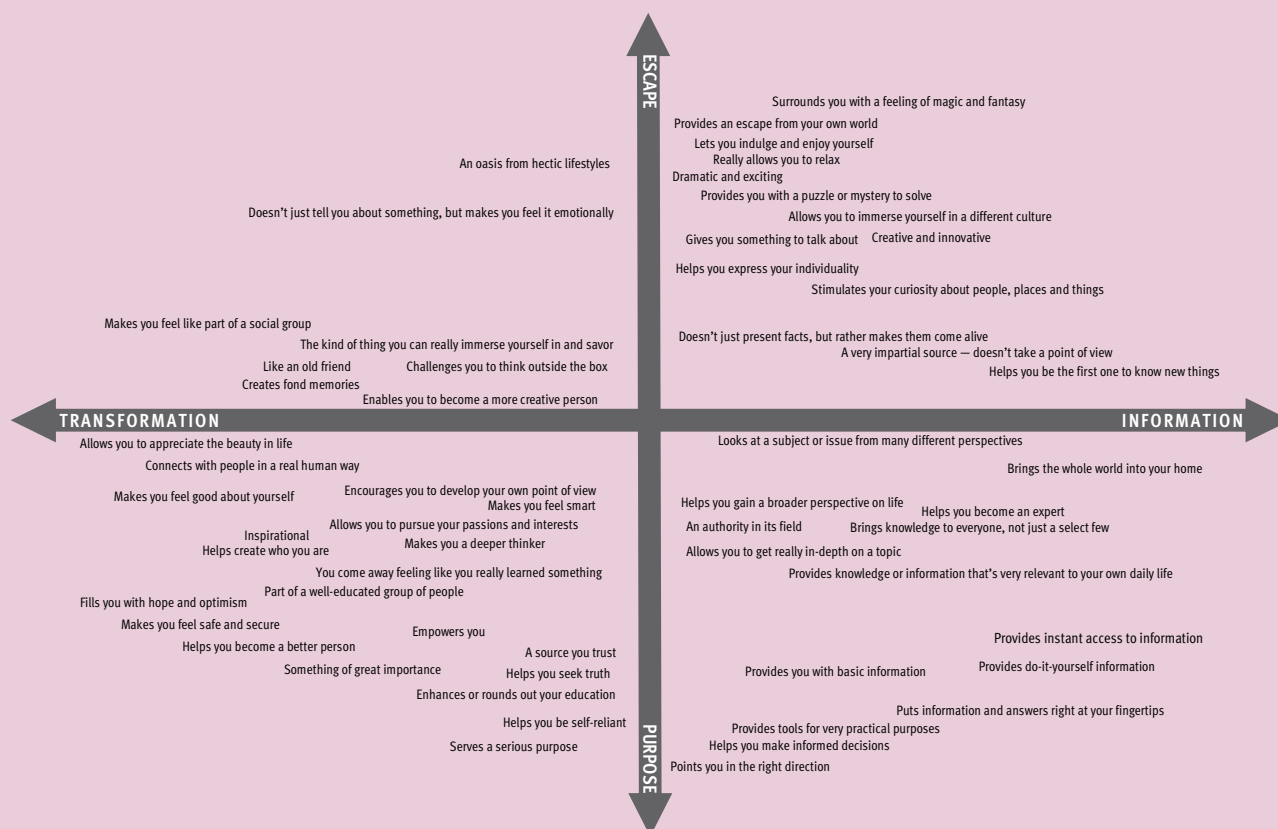 ESCAPE
Surrounds you with a feeling of magic and fantasy
Provides an escape from your own world
Lets you indulge and enjoy yourself
Really allows you to relax
An oasis from hectic lifestyles
Dramatic and exciting
Provides you with a puzzle or mystery to solve
Doesn’t just tell you about something, but makes you feel it emotionally
Allows you to immerse yourself in a different culture
Gives you something to talk about
Creative and innovative
Helps you express your individuality
Stimulates your curiosity about people, places and things
Makes you feel like part of a social group
Doesn’t just present facts, but rather makes them come alive
The kind of thing you can really immerse yourself in and savor
A very impartial source — doesn’t take a point of view
Like an old friend
Challenges you to think outside the box
Helps you be the first one to know new things
Creates fond memories
Enables you to become a more creative person
TRANSFORMATION
INFORMATION
Allows you to appreciate the beauty in life
Looks at a subject or issue from many different perspectives
Connects with people in a real human way
Brings the whole world into your home
Makes you feel good about yourself
Encourages you to develop your own point of view
Makes you feel smart
Helps you gain a broader perspective on life
Helps you become an expert
Allows you to pursue your passions and interests
An authority in its field
Brings knowledge to everyone, not just a select few
Inspirational
Makes you a deeper thinker
Helps create who you are
Allows you to get really in-depth on a topic
You come away feeling like you really learned something
Provides knowledge or information that’s very relevant to your own daily life
Part of a well-educated group of people
Fills you with hope and optimism
Makes you feel safe and secure
Empowers you
Provides instant access to information
Helps you become a better person
A source you trust
Something of great importance
Helps you seek truth
Provides you with basic information
Provides do-it-yourself information
Enhances or rounds out your education
Puts information and answers right at your fingertips
Helps you be self-reliant
Provides tools for very practical purposes
Serves a serious purpose
Helps you make informed decisions
Points you in the right direction
PURPOSE